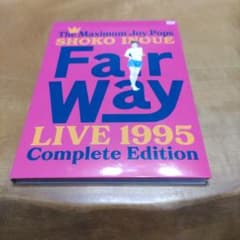 The Maximum Joy Pops
SHOKO INOUE
Fair
Way
LIVE 1995
Complete Edition